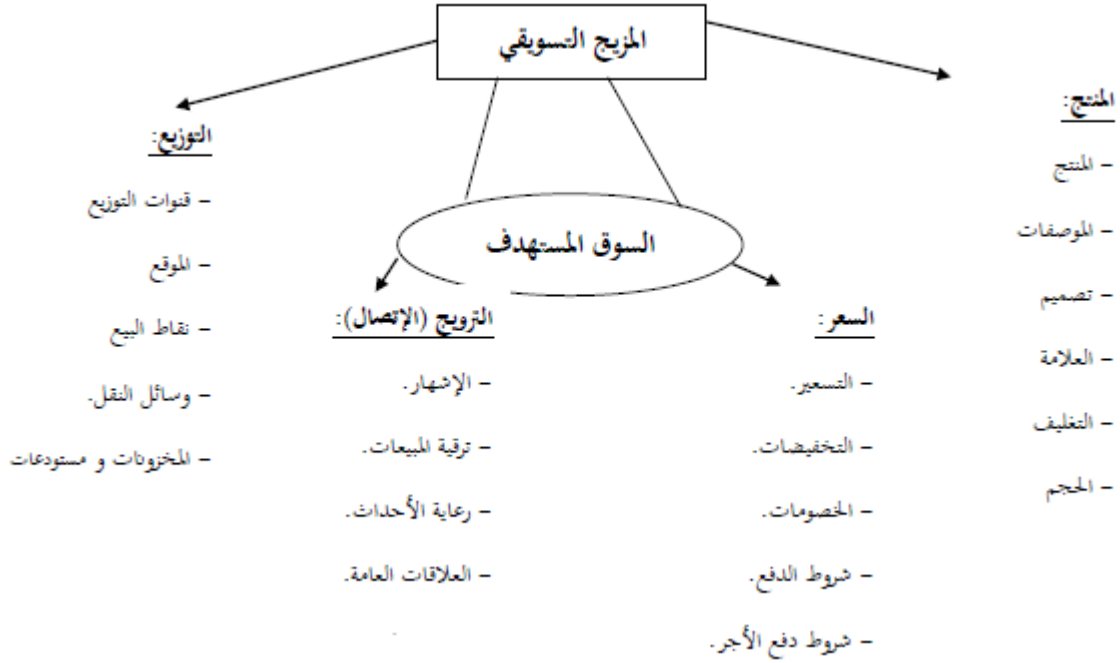 المزيج التسويقي
السوق المستهدف
المنتج:
- المنتج
- الموصفات
- تصميم
- العلامة
- التغليف
- الحجم
السعر:
- التسعير.
- التخفيضات.
- الخصومات.
- شروط الدفع.
- شروط دفع الأجر.
الترويج (الإتصال):
- الإشهار.
- ترقية المبيعات.
- رعاية الأحداث.
- العلاقات العامة.
التوزيع:
- قنوات التوزيع
- الموقع
- نقاط البيع
- وسائل النقل.
- المخزونات و مستودعات